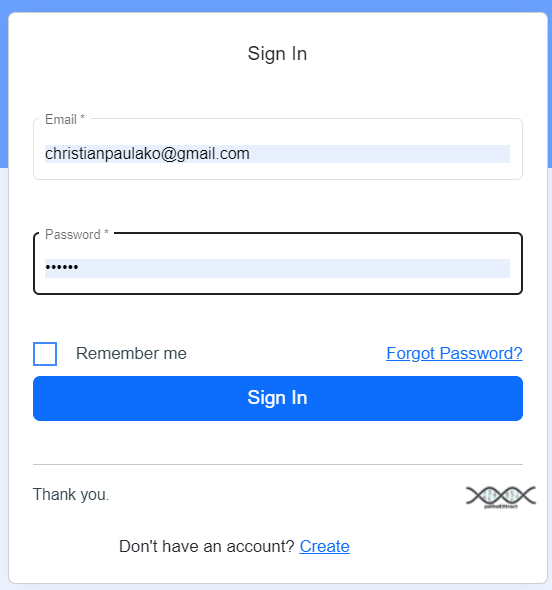 Sign In
Email *
christianpaulako@gmail.com
Password *
••••••
Remember me
Forgot Password?
Sign In
Thank you.
Don't have an account? Create